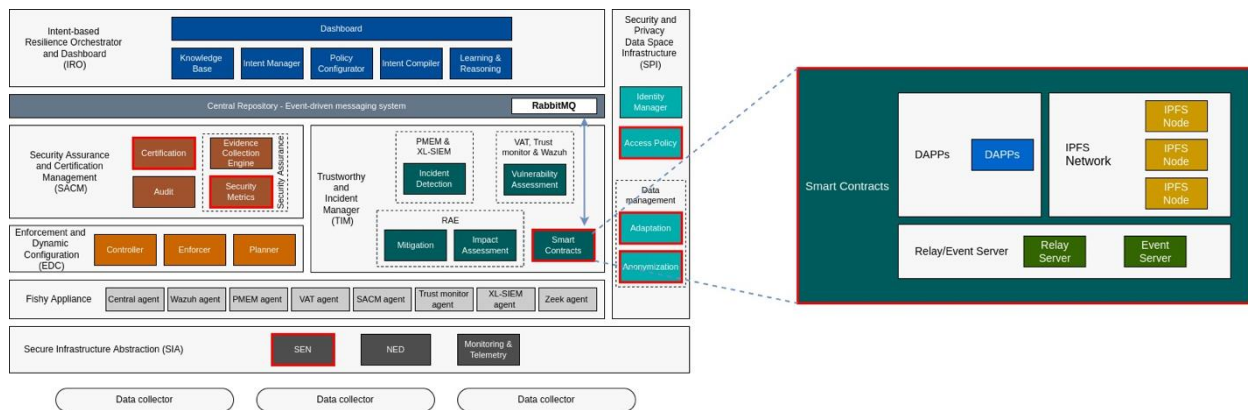 Intent-based
Resilience Orchestrator
and Dashboard
(IRO)
Dashboard
Knowledge
Base
Intent Manager
Policy
Configurator
Intent Compiler
Learning &
Reasoning
Security and
Privacy
Data Space
Infrastructure
(SPI)
Identity
Manager
Access Policy
Data
management
Adaptation
Anonymization
Central Repository - Event-driven messaging system
RabbitMQ
Security Assurance
and Certification
Management
(SACM)
Certification
Audit
Evidence
Collection
Engine
Security
Metrics
Security Assurance
Trustworthy
and
Incident
Manager
(TIM)
PMEM &
XL-SIEM
Incident
Detection
VAT, Trust
monitor & Wazuh
Vulnerability
Assessment
RAE
Mitigation
Impact
Assessment
Smart
Contracts
Enforcement and
Dynamic
Configuration
(EDC)
Controller
Enforcer
Planner
Fishy Appliance
Central agent
Wazuh agent
PMEM agent
VAT agent
SACM agent
Trust monitor
agent
XL-SIEM
agent
Zeek agent
Secure Infrastructure Abstraction (SIA)
SEN
NED
Monitoring &
Telemetry
Data collector
Data collector
Data collector
Smart Contracts
DAPPs
DAPPs
IPFS
Network
IPFS
Node
IPFS
Node
IPFS
Node
Relay/Event Server
Relay
Server
Event
Server